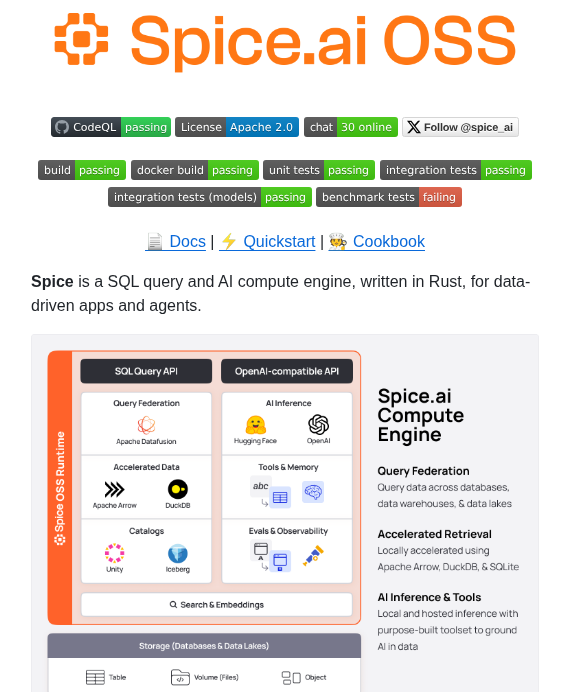 Spice.ai OSS
CodeQL passing License Apache 2.0 chat 30 online Follow @spice_ai
build passing docker build passing unit tests passing integration tests passing
integration tests (models) passing benchmark tests failing
Docs | Quickstart | Cookbook
Spice is a SQL query and AI compute engine, written in Rust, for data-
driven apps and agents.
Spice OSS Runtime
SQL Query API
Query Federation
Apache Datafusion
Accelerated Data
Apache Arrow DuckDB
Catalogs
Unity Iceberg
OpenAI-compatible API
AI Inference
Hugging Face OpenAI
Tools & Memory
abc
Evals & Observability
Search & Embeddings
Storage (Databases & Data Lakes)
Table Volume (Files) Object
Spice.ai
Compute
Engine
Query Federation
Query data across databases,
data warehouses, & data lakes
Accelerated Retrieval
Locally accelerated using
Apache Arrow, DuckDB, & SQLite
AI Inference & Tools
Local and hosted inference with
purpose-built toolset to ground
AI in data